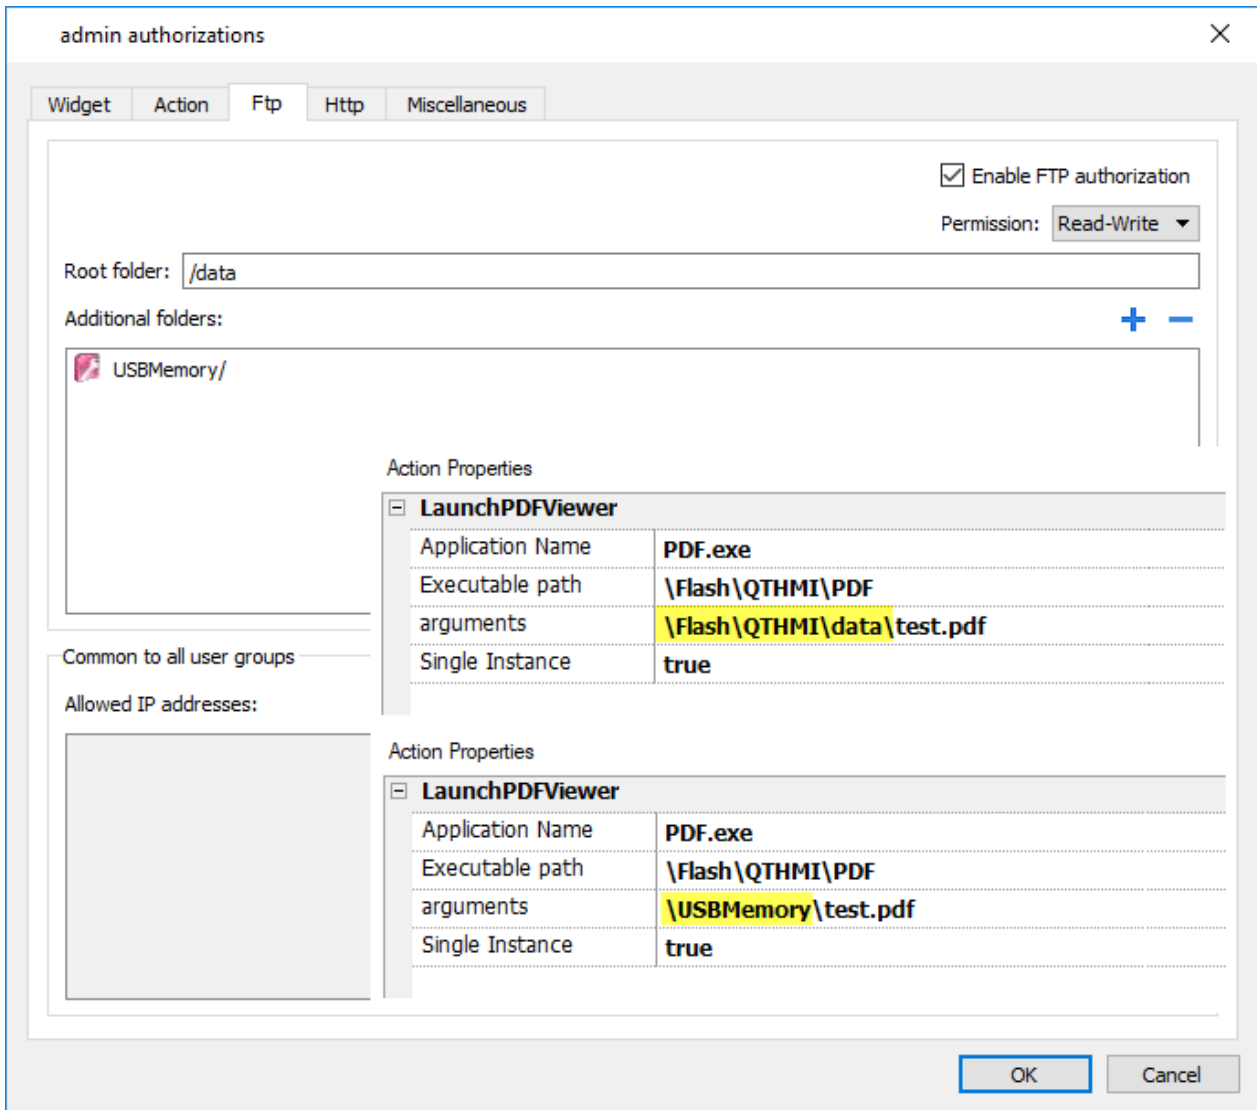 admin authorizations
Widget Action Ftp Http Miscellaneous
Enable FTP authorization
Permission: Read-Write
Root folder: /data
Additional folders:
USBMemory/
Action Properties
LaunchPDFViewer
Application Name PDF.exe
Executable path \Flash\QTHMI\PDF
arguments \Flash\QTHMI\data\test.pdf
Single Instance true
Common to all user groups
Allowed IP addresses:
Action Properties
LaunchPDFViewer
Application Name PDF.exe
Executable path \Flash\QTHMI\PDF
arguments \USBMemory\test.pdf
Single Instance true
OK Cancel